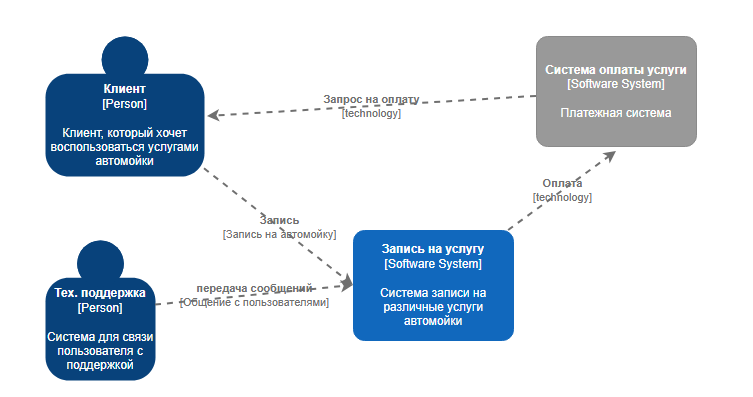 Клиент
[Person]
Клиент, который хочет
воспользоваться услугами
автомойки
Запрос на оплату
[technology]
Система оплаты услуги
[Software System]
Платежная система
Оплата
[technology]
Запись
[Запись на автомойку]
Запись на услугу
[Software System]
Система записи на
различные услуги
автомойки
передача сообщений
[Общение с пользователями]
Тех. поддержка
[Person]
Система для связи
пользователя с
поддержкой